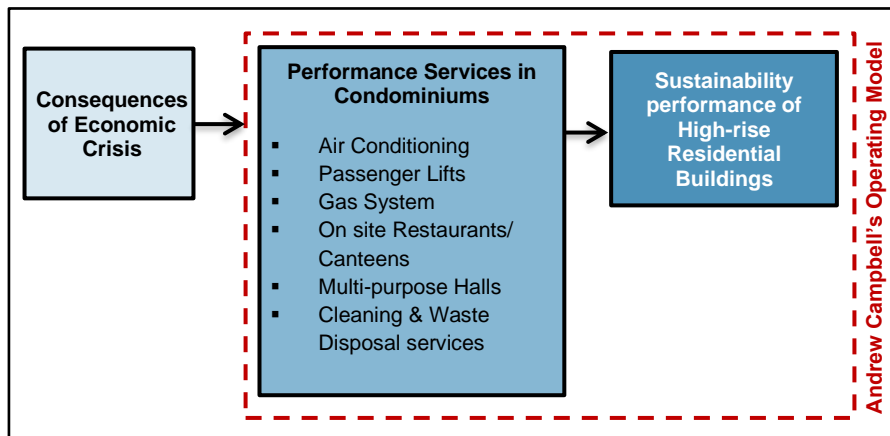 Consequences
of Economic
Crisis
Performance Services in
Condominiums
▪ Air Conditioning
▪ Passenger Lifts
▪ Gas System
▪ On site Restaurants/
Canteens
▪ Multi-purpose Halls
▪ Cleaning & Waste
Disposal services
Sustainability
performance of
High-rise
Residential
Buildings
Andrew Campbell's Operating Model